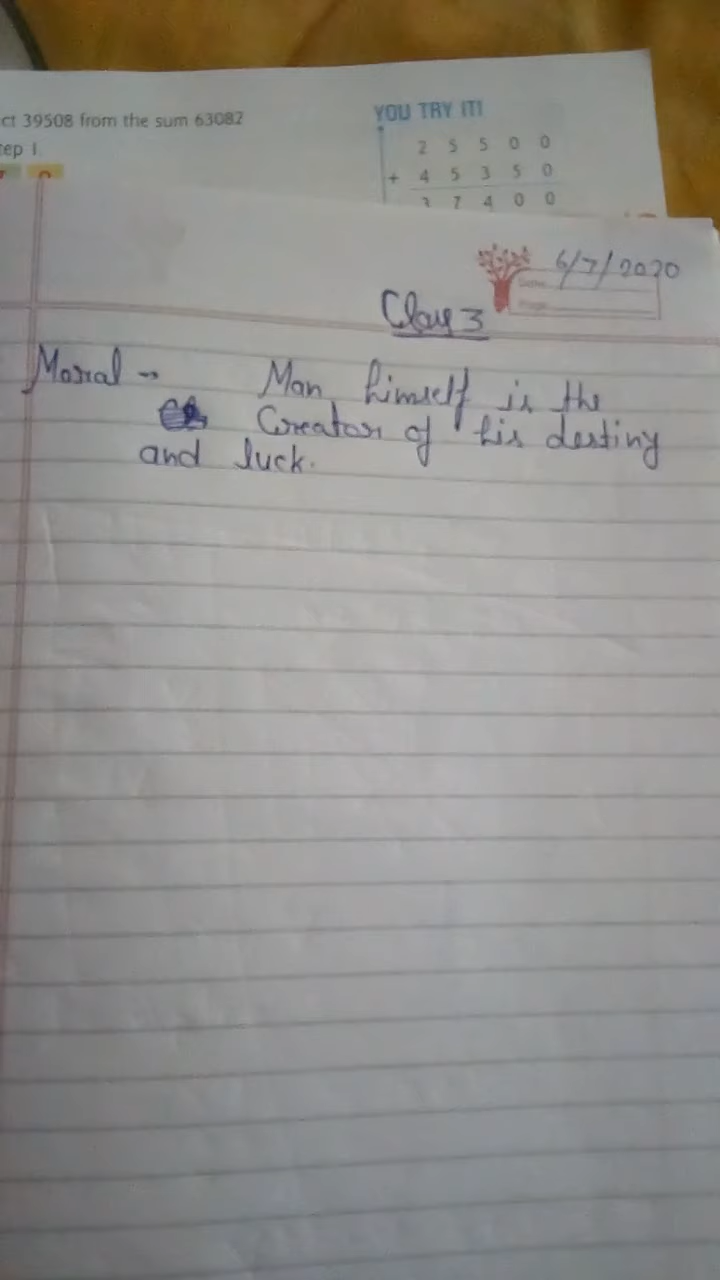 ct 39508 from the sum 63082
tep 1
YOU TRY IT!
2 5 5 0 0
+ 4 5 3 5 0
3 7 4 0 0
6/7/2020
Class 3
Moral → Man himself is the
Creator of his destiny
and luck.